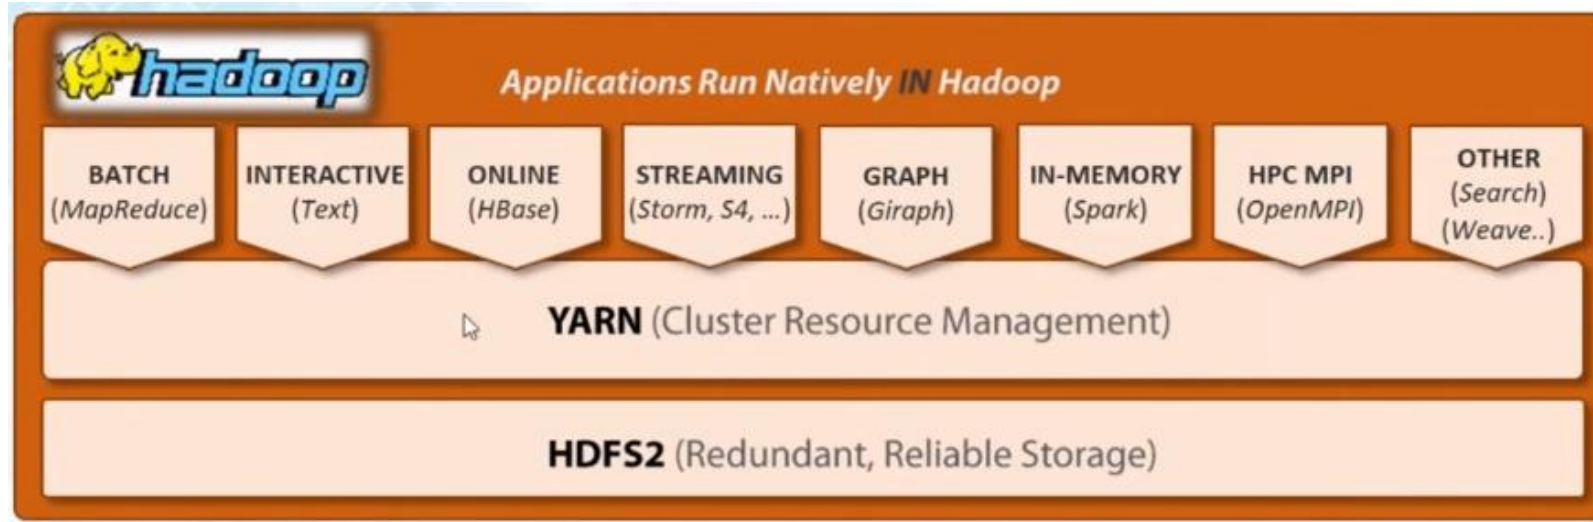 hadoop
Applications Run Natively IN Hadoop
BATCH
(MapReduce)
INTERACTIVE
(Text)
ONLINE
(HBase)
STREAMING
(Storm, S4, ...)
GRAPH
(Giraph)
IN-MEMORY
(Spark)
HPC MPI
(OpenMPI)
OTHER
(Search)
(Weave..)
YARN (Cluster Resource Management)
HDFS2 (Redundant, Reliable Storage)